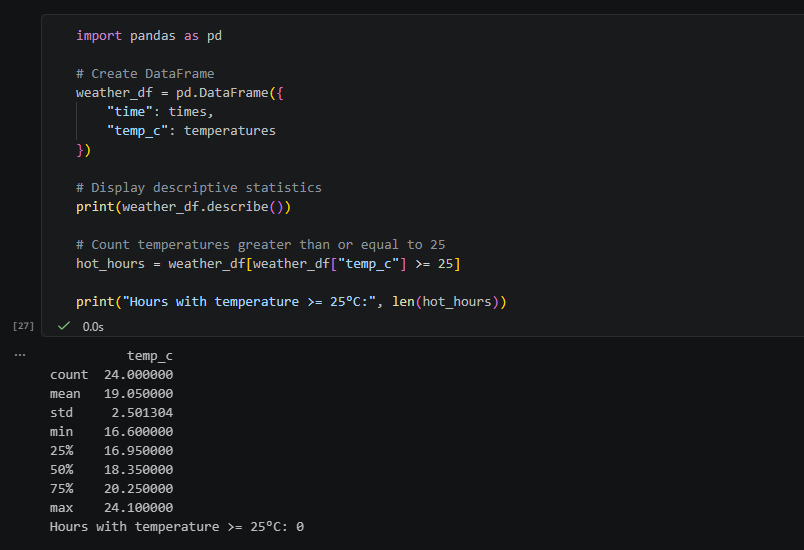 import pandas as pd
# Create DataFrame
weather_df = pd.DataFrame({
    "time": times,
    "temp_c": temperatures
})
# Display descriptive statistics
print(weather_df.describe())
# Count temperatures greater than or equal to 25
hot_hours = weather_df[weather_df["temp_c"] >= 25]
print("Hours with temperature >= 25°C:", len(hot_hours))
[27] ✓ 0.0s
...
temp_c
count 24.000000
mean 19.050000
std 2.501304
min 16.600000
25% 16.950000
50% 18.350000
75% 20.250000
max 24.100000
Hours with temperature >= 25°C: 0